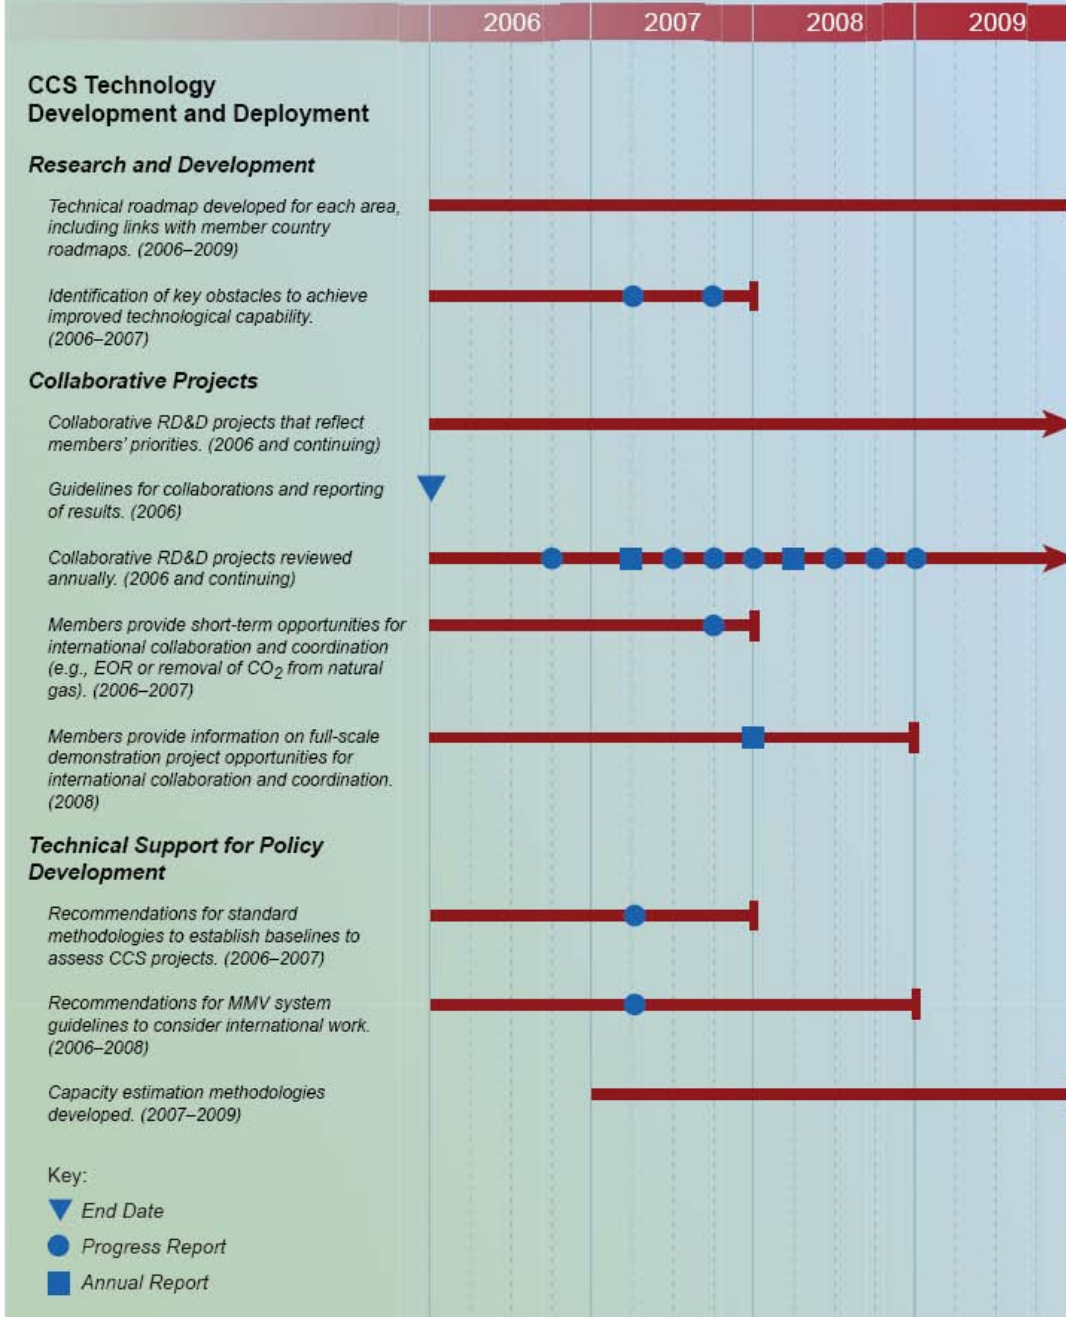 2006 2007 2008 2009
CCS Technology
Development and Deployment
Research and Development
Technical roadmap developed for each area,
including links with member country
roadmaps. (2006–2009)
Identification of key obstacles to achieve
improved technological capability.
(2006–2007)
Collaborative Projects
Collaborative RD&D projects that reflect
members' priorities. (2006 and continuing)
Guidelines for collaborations and reporting
of results. (2006)
Collaborative RD&D projects reviewed
annually. (2006 and continuing)
Members provide short-term opportunities for
international collaboration and coordination
(e.g., EOR or removal of CO2 from natural
gas). (2006–2007)
Members provide information on full-scale
demonstration project opportunities for
international collaboration and coordination.
(2008)
Technical Support for Policy
Development
Recommendations for standard
methodologies to establish baselines to
assess CCS projects. (2006–2007)
Recommendations for MMV system
guidelines to consider international work.
(2006–2008)
Capacity estimation methodologies
developed. (2007–2009)
Key:
End Date
Progress Report
Annual Report